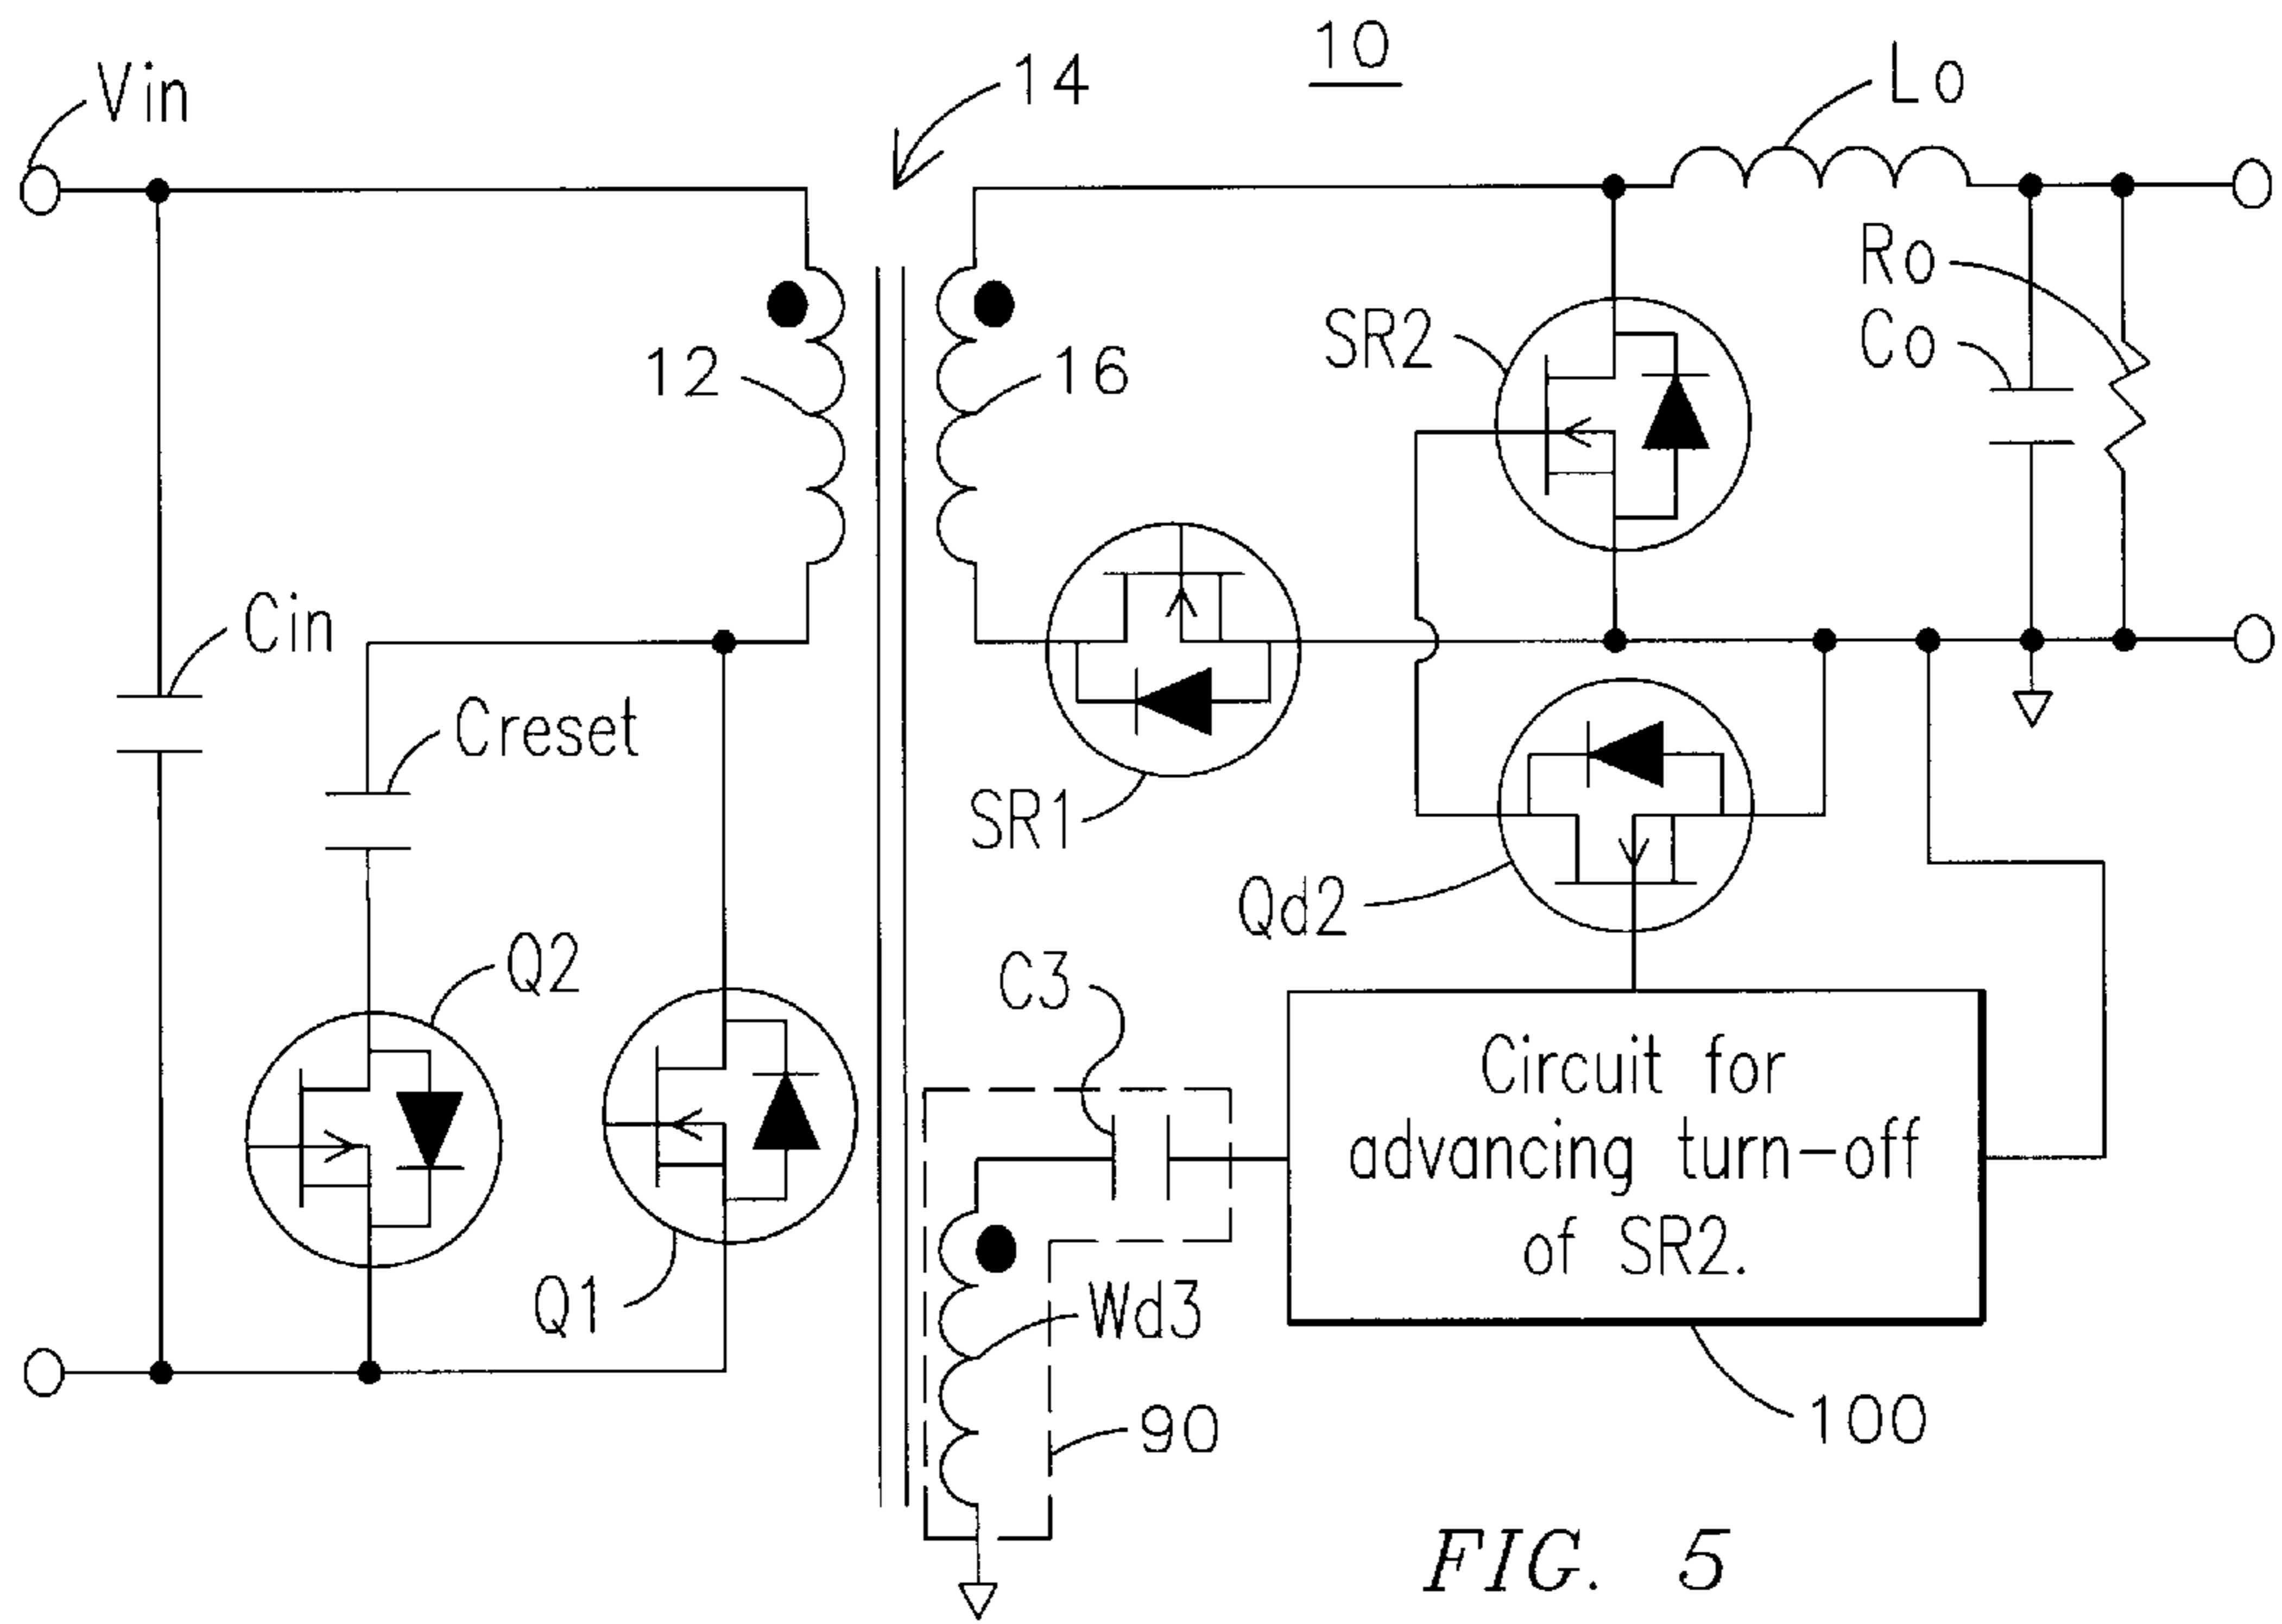 10
14
Lo
Vin
Ro
SR2
Co
12
16
Cin
Creset
SR1
Qd2
Q2
C3
Circuit for
advancing turn-off
of SR2.
Q1
Wd3
100
90
FIG. 5